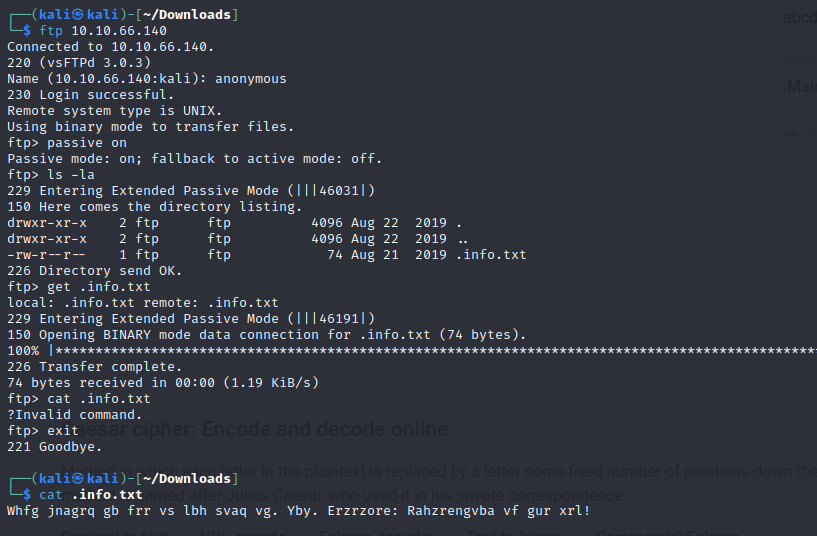 ┌──(kali㉿kali)-[~/Downloads]
└─$ ftp 10.10.66.140
Connected to 10.10.66.140.
220 (vsFTPd 3.0.3)
Name (10.10.66.140:kali): anonymous
230 Login successful.
Remote system type is UNIX.
Using binary mode to transfer files.
ftp> passive on
Passive mode: on; fallback to active mode: off.
ftp> ls -la
229 Entering Extended Passive Mode (|||46031|)
150 Here comes the directory listing.
drwxr-xr-x    2 ftp      ftp          4096 Aug 22  2019 .
drwxr-xr-x    2 ftp      ftp          4096 Aug 22  2019 ..
-rw-r--r--    1 ftp      ftp            74 Aug 21  2019 .info.txt
226 Directory send OK.
ftp> get .info.txt
local: .info.txt remote: .info.txt
229 Entering Extended Passive Mode (|||46191|)
150 Opening BINARY mode data connection for .info.txt (74 bytes).
100% |************************************************************************************************
226 Transfer complete.
74 bytes received in 00:00 (1.19 KiB/s)
ftp> cat .info.txt
?Invalid command.
ftp> exit
Caesar cipher: Encode and decode online
221 Goodbye.
┌──(kali㉿kali)-[~/Downloads]
Method in which each letter in the plaintext is replaced by a letter some fixed number of positions down the
└─$ cat .info.txt
named after Julius Caesar, who used it in his private correspondence.
Whfg jnagrq gb frr vs lbh svaq vg. Yby. Erzrzore: Rahzrengvba vf gur xrl!